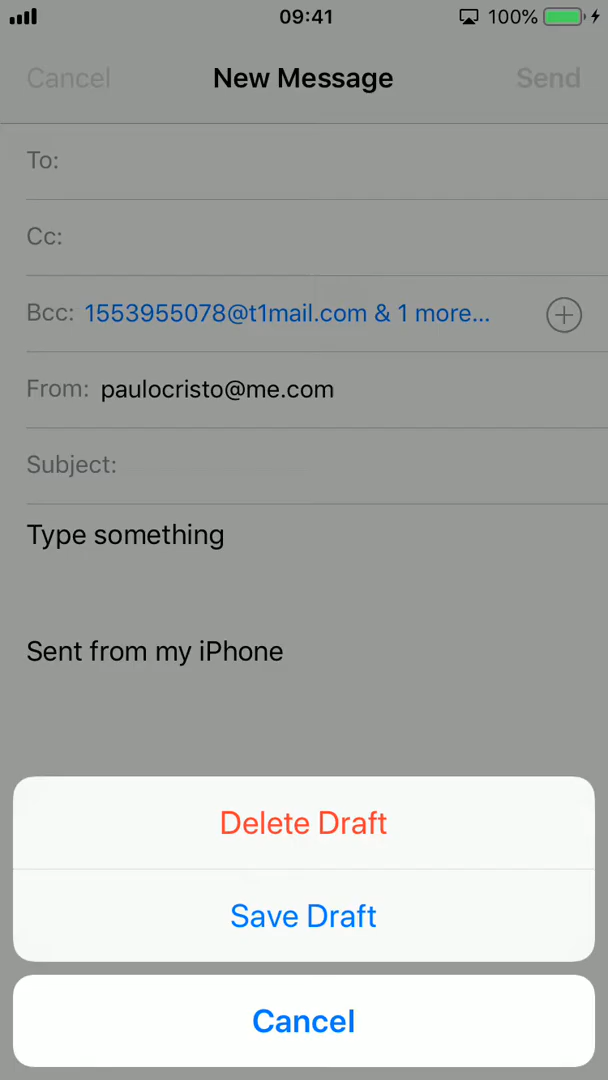 09:41 100%
Cancel New Message Send
To:
Cc:
Bcc: 1553955078@t1mail.com & 1 more...
From: paulocristo@me.com
Subject:
Type something
Sent from my iPhone
Delete Draft
Save Draft
Cancel